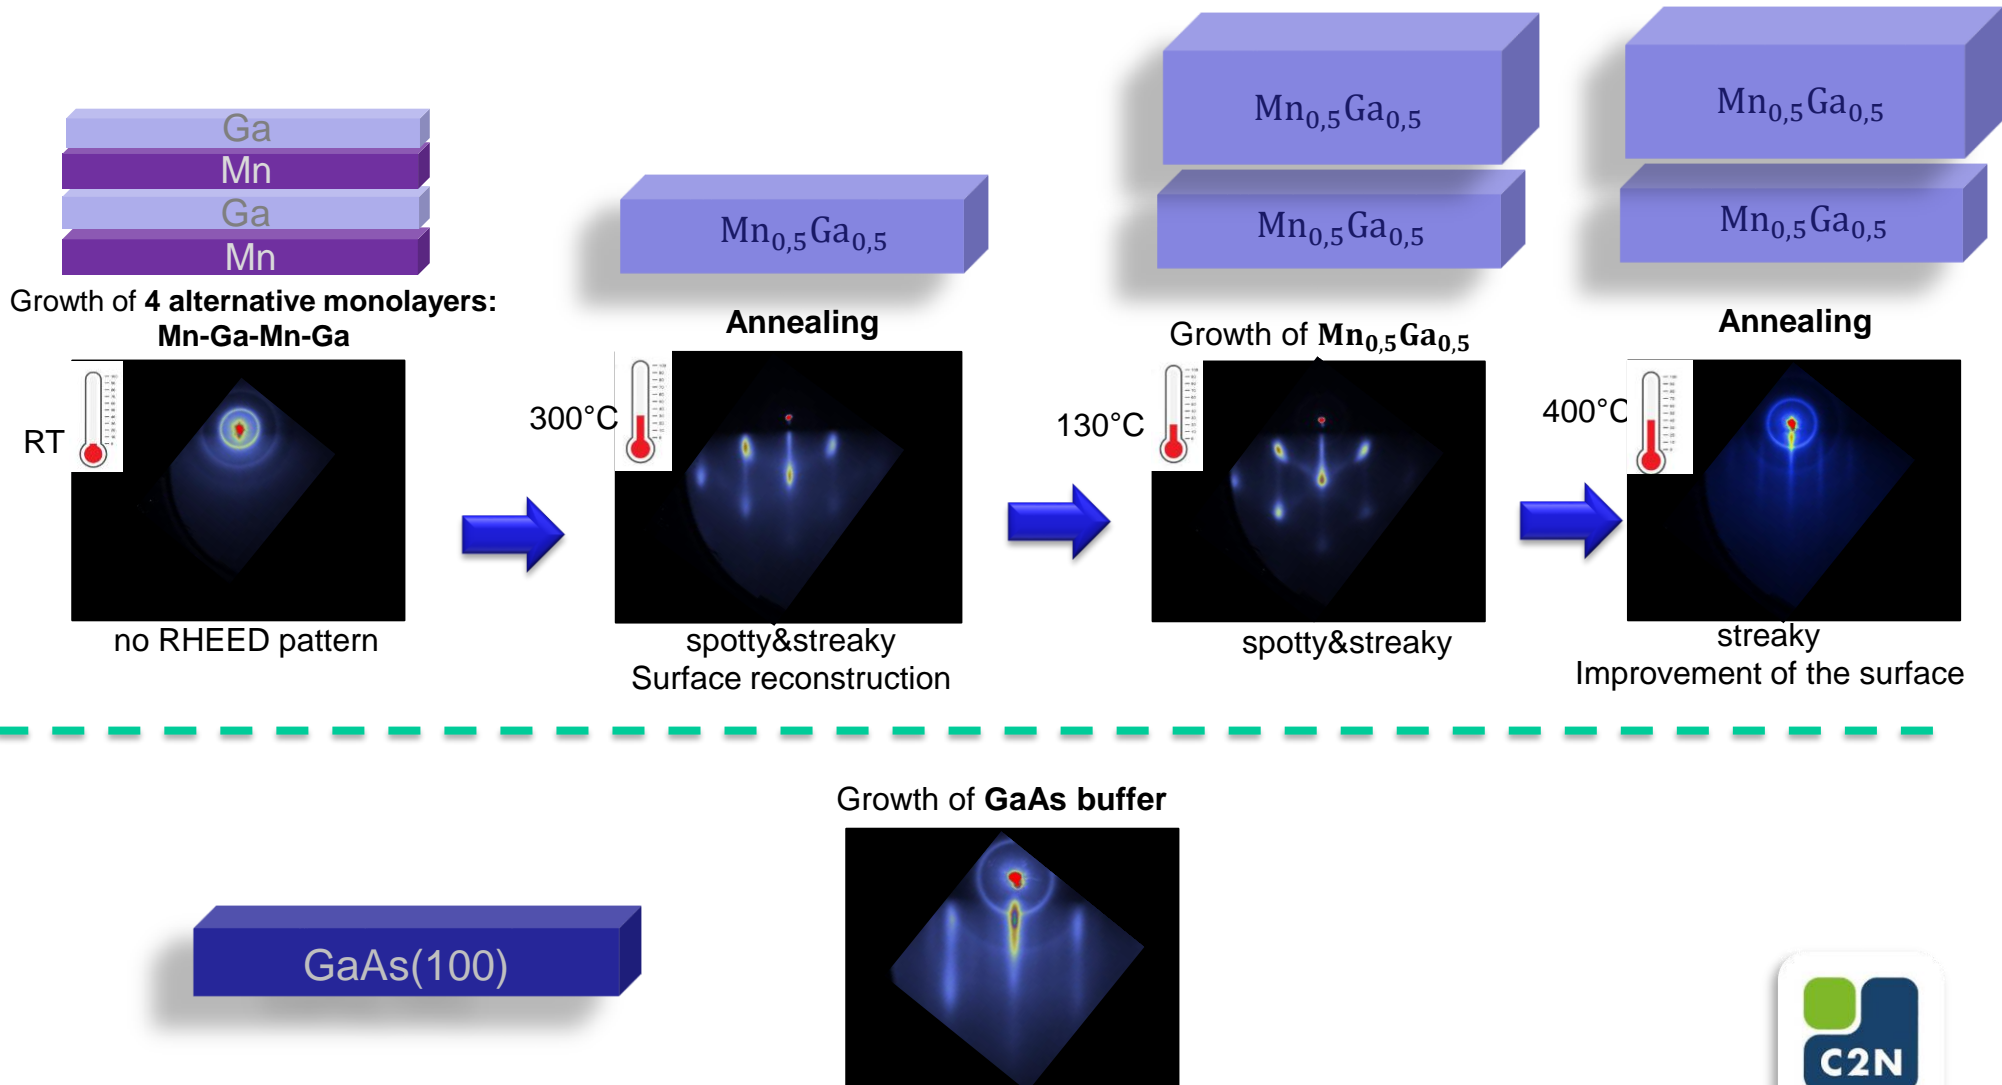 Ga
Mn
Ga
Mn
Growth of 4 alternative monolayers:
Mn-Ga-Mn-Ga
RT
no RHEED pattern
Mn0,5Ga0,5
Annealing
300°C
spotty&streaky
Surface reconstruction
Mn0,5Ga0,5
Mn0,5Ga0,5
Growth of Mn0,5Ga0,5
130°C
spotty&streaky
Mn0,5Ga0,5
Mn0,5Ga0,5
Annealing
400°C
streaky
Improvement of the surface
Growth of GaAs buffer
GaAs(100)
C2N